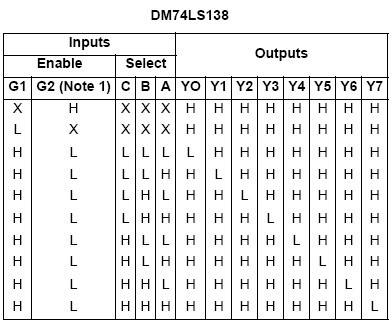 DM74LS138
Inputs Outputs
Enable Select
G1 G2 (Note 1) C B A YO Y1 Y2 Y3 Y4 Y5 Y6 Y7
X H X X X H H H H H H H H
L X X X X H H H H H H H H
H L L L L L H H H H H H H
H L L L H H L H H H H H H
H L L H L H H L H H H H H
H L L H H H H H L H H H H
H L H L L H H H H L H H H
H L H L H H H H H H L H H
H L H H L H H H H H H L H
H L H H H H H H H H H H L